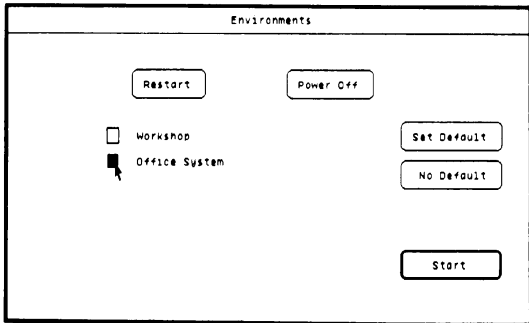 Environments
Restart
Power Off
Workshop
Set Default
Office System
No Default
Start